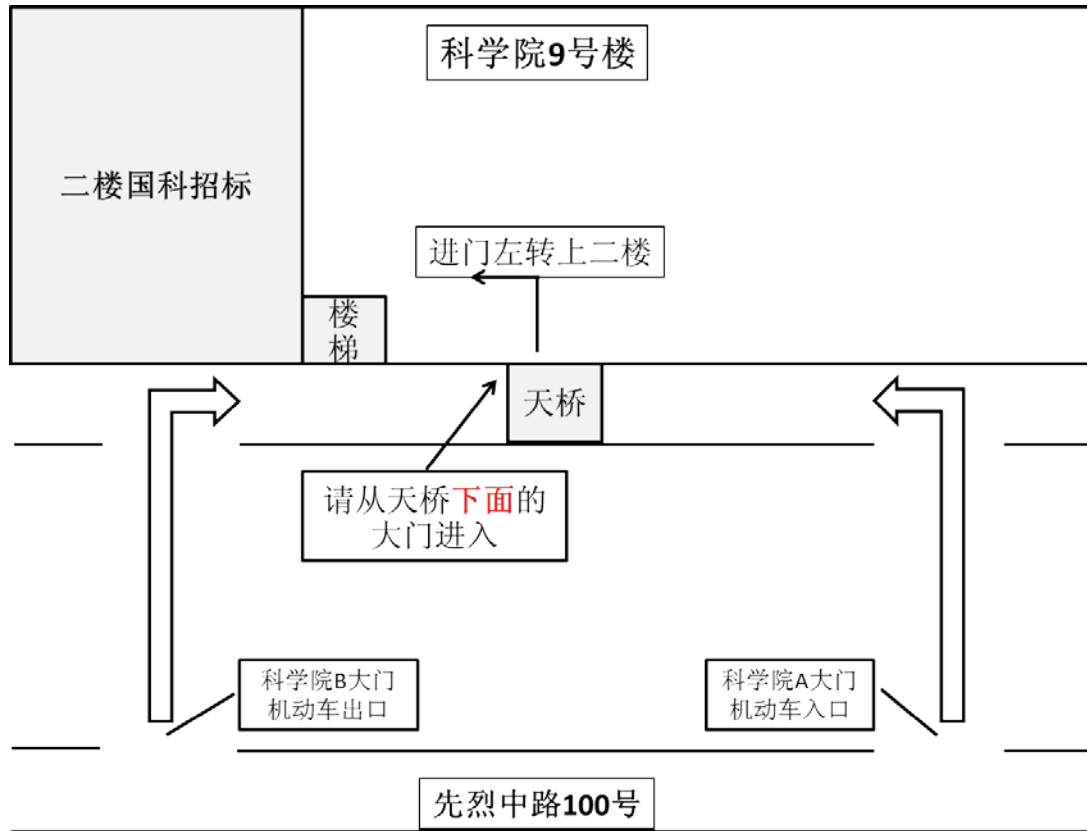 科学院9号楼
二楼国科招标
进门左转上二楼
楼
梯
天桥
请从天桥下面的
大门进入
科学院B大门
机动车出口
科学院A大门
机动车入口
先烈中路100号